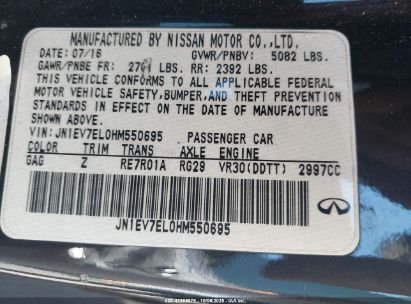 MANUFACTURED BY NISSAN MOTOR CO.,LTD.
DATE 07/16 GVWR/PNBV: 5082 LBS.
GAWR/PNBE FR: LBS. RR: 2392 LBS.
THIS VEHICLE CONFORMS TO ALL APPLICABLE FEDERAL
MOTOR VEHICLE SAFETY,BUMPER,AND THEFT PREVENTION
STANDARDS IN EFFECT ON THE DATE OF MANUFACTURE
SHOWN ABOVE.
VIN: JN1EV7EL0HM550695 PASSENGER CAR
COLOR TRIM TRANS AXLE ENGINE
GAG Z RE7R01A RG29 VR30(DDTT) 2997CC
JN1EV7EL0HM550695
INFINITI